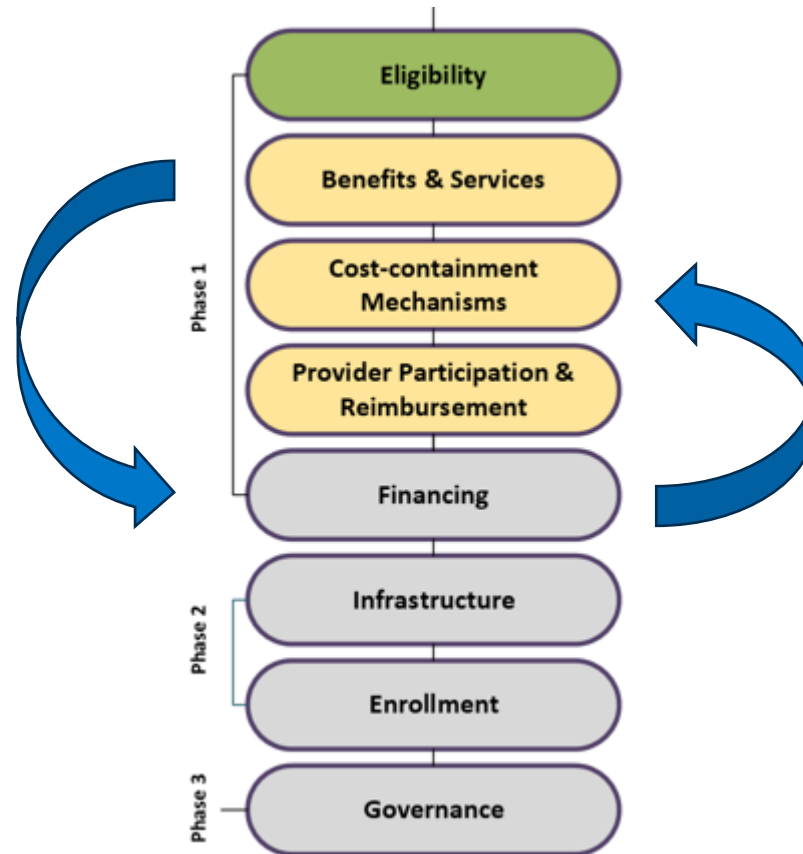 Eligibility
Benefits & Services
Cost-containment
Mechanisms
Provider Participation &
Reimbursement
Financing
Infrastructure
Enrollment
Governance
Phase 1
Phase 2
Phase 3